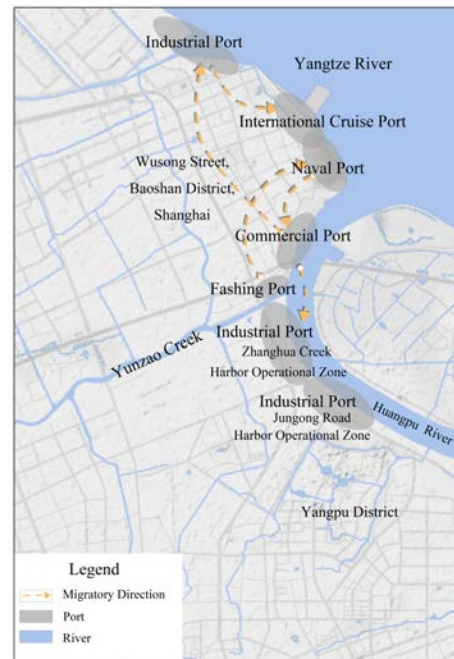 Industrial Port
Yangtze River
International Cruise Port
Wusong Street,
Baoshan District,
Shanghai
Naval Port
Commercial Port
Fashing Port
Industrial Port
Zhanghua Creek
Harbor Operational Zone
Yunzao Creek
Industrial Port
Jungong Road
Harbor Operational Zone
Huangpu River
Yangpu District
Legend
Migratory Direction
Port
River